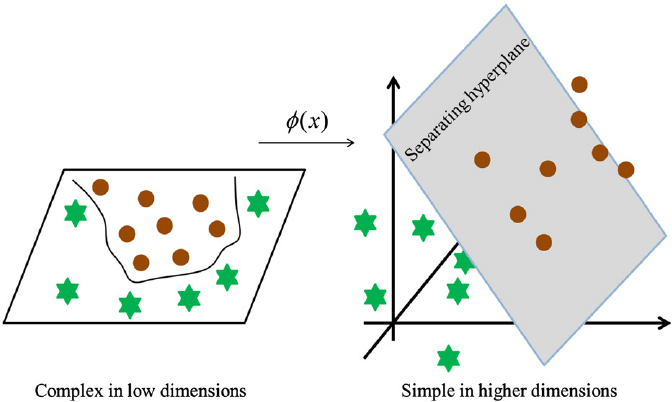 ϕ(x)
Separating hyperplane
Complex in low dimensions
Simple in higher dimensions